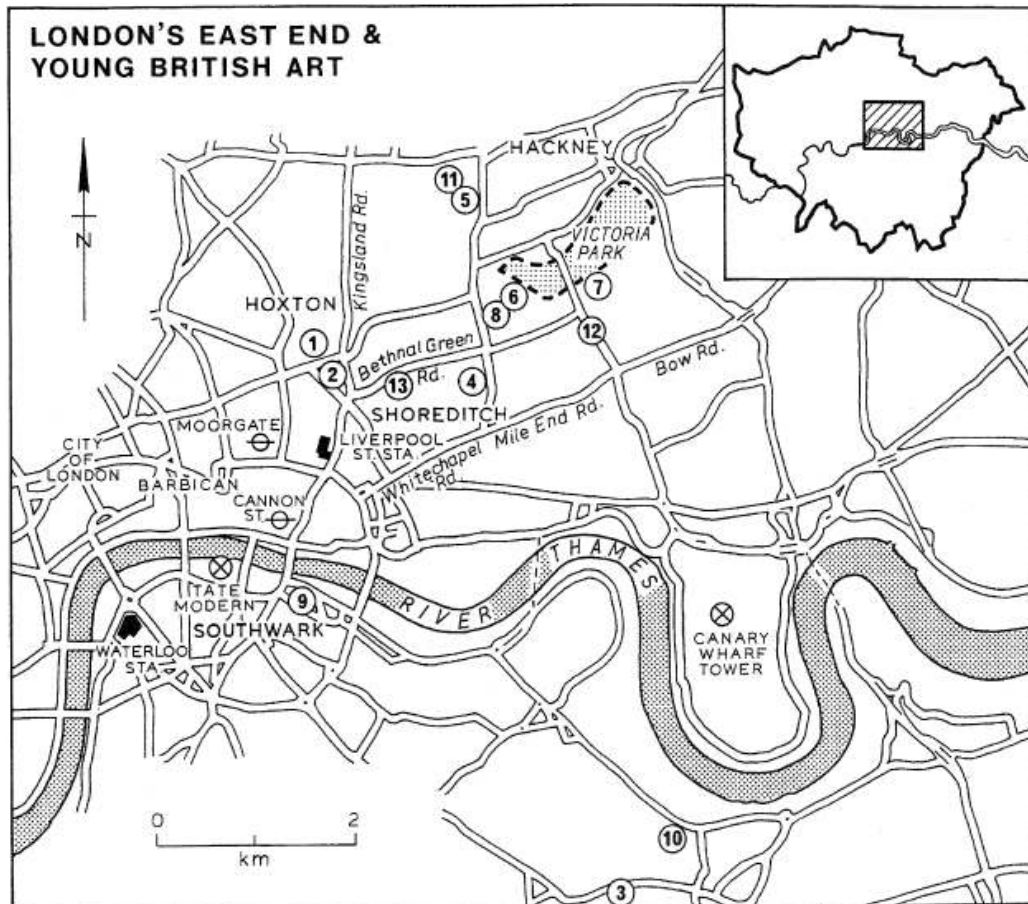 LONDON'S EAST END &
YOUNG BRITISH ART
N
HACKNEY
11
5
Kingsland Rd.
VICTORIA
PARK
HOXTON
6
7
8
12
1
2
Bethnal Green
Rd.
13
4
Bow Rd.
SHOREDITCH
MOORGATE
LIVERPOOL
ST. STA.
Mile End Rd.
Whitechapel
Rd.
CITY
OF
LONDON
BARBICAN
CANNON
ST.
RIVER THAMES
TATE
MODERN
9
SOUTHWARK
WATERLOO
STA.
CANARY
WHARF
TOWER
0 2
km
10
3